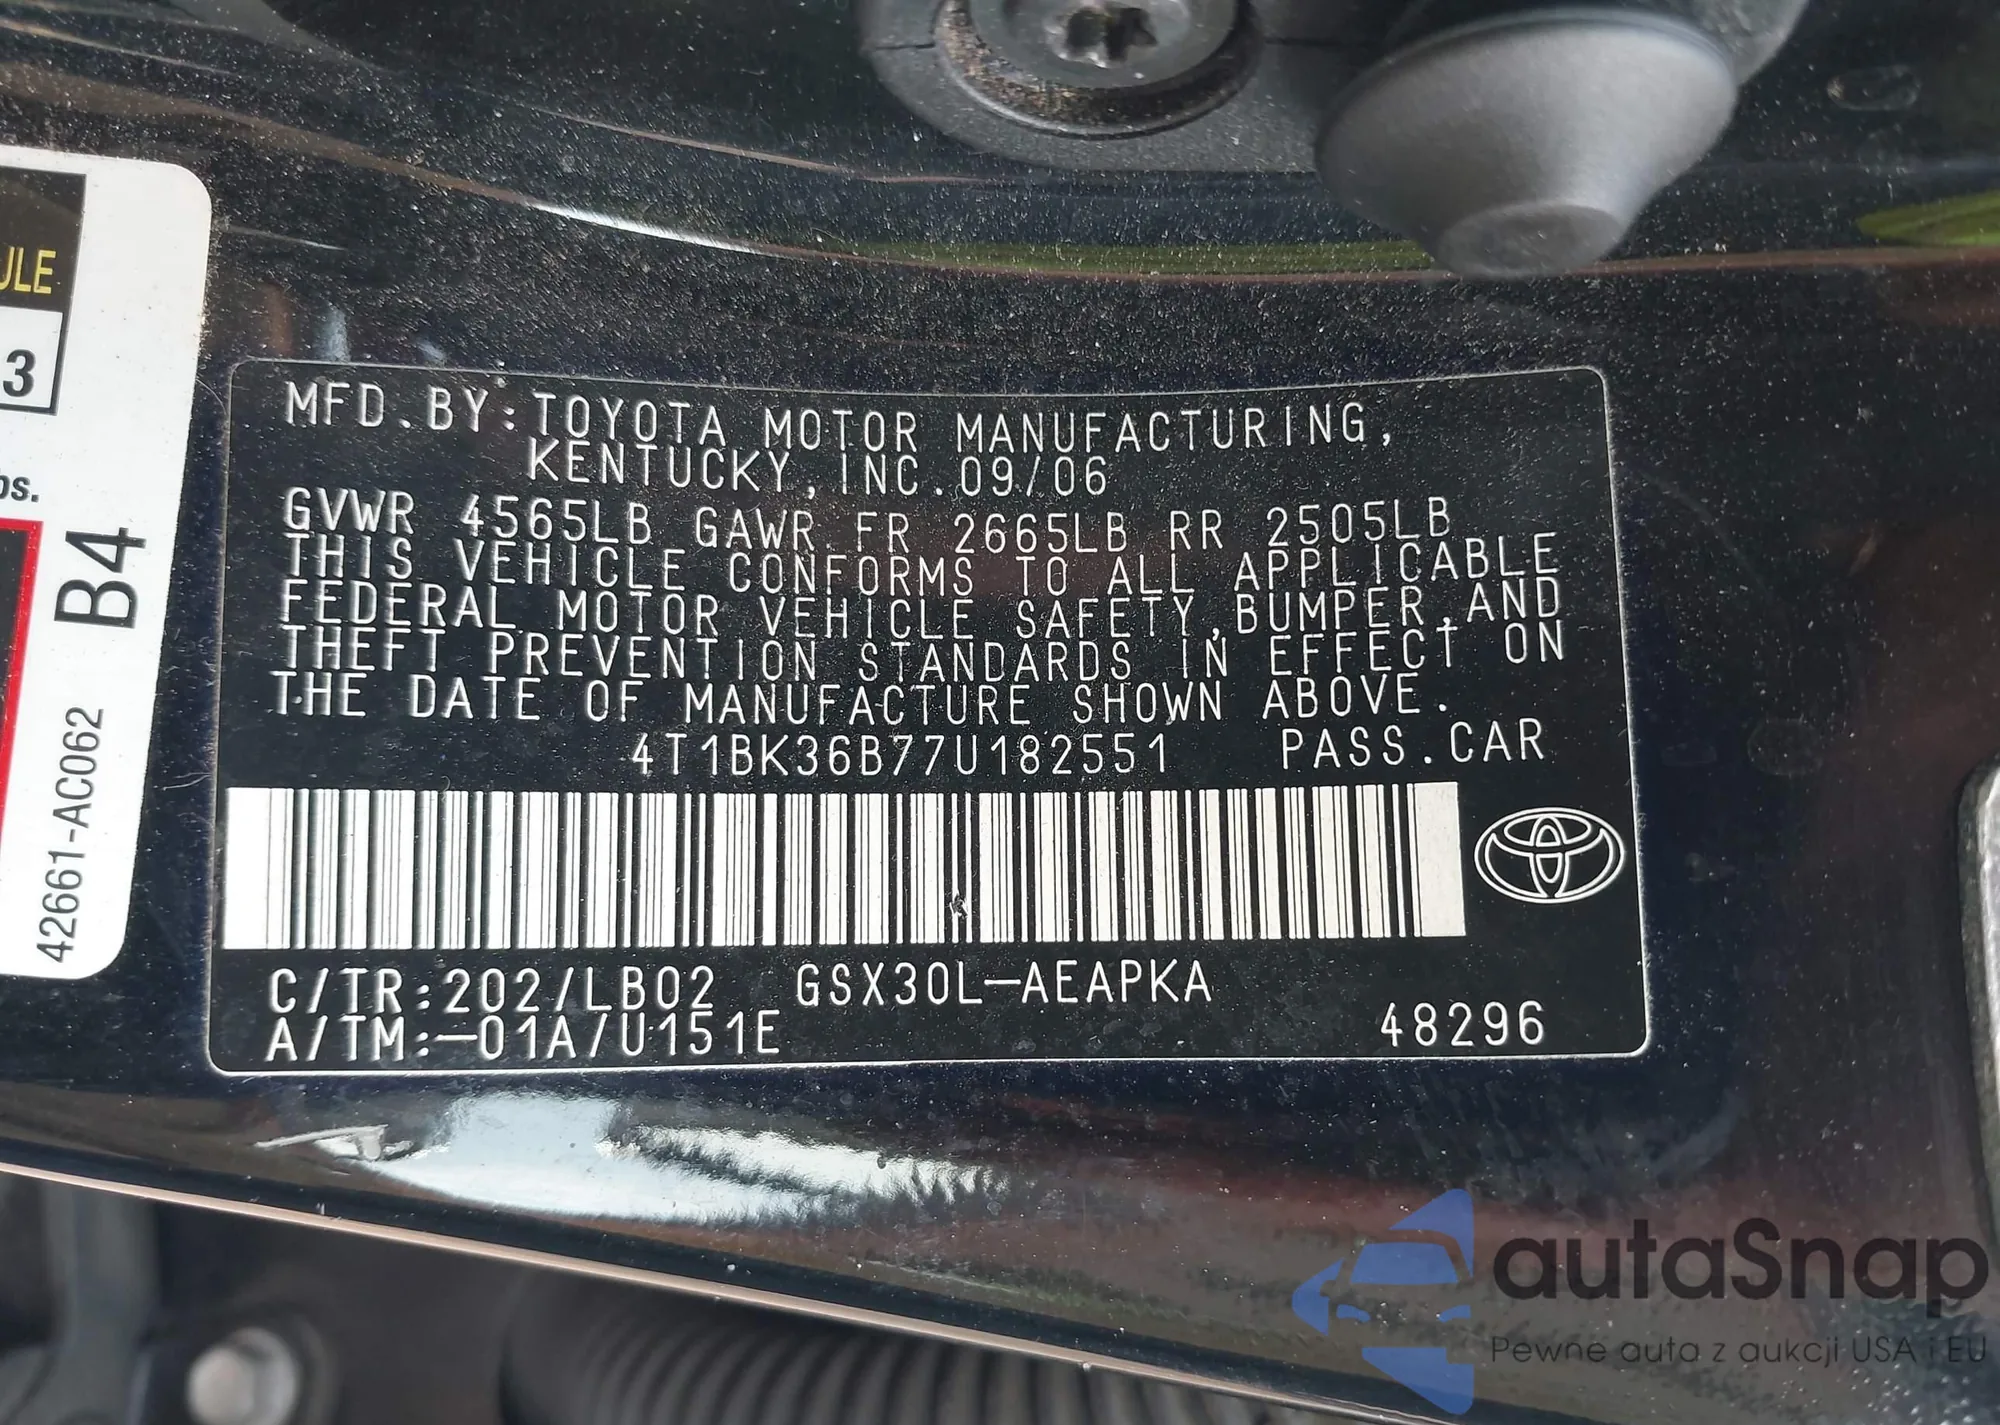 ULE
3
bs.
B4
42661-AC062
MFD.BY:TOYOTA MOTOR MANUFACTURING,
KENTUCKY,INC.09/06
GVWR 4565LB GAWR FR 2665LB RR 2505LB
THIS VEHICLE CONFORMS TO ALL APPLICABLE
FEDERAL MOTOR VEHICLE SAFETY,BUMPER,AND
THEFT PREVENTION STANDARDS IN EFFECT ON
THE DATE OF MANUFACTURE SHOWN ABOVE.
4T1BK36B77U182551 PASS.CAR
C/TR:202/LB02 GSX30L-AEAPKA
A/TM:-01A/U151E 48296
autaSnap
Pewne auta z aukcji USA i EU